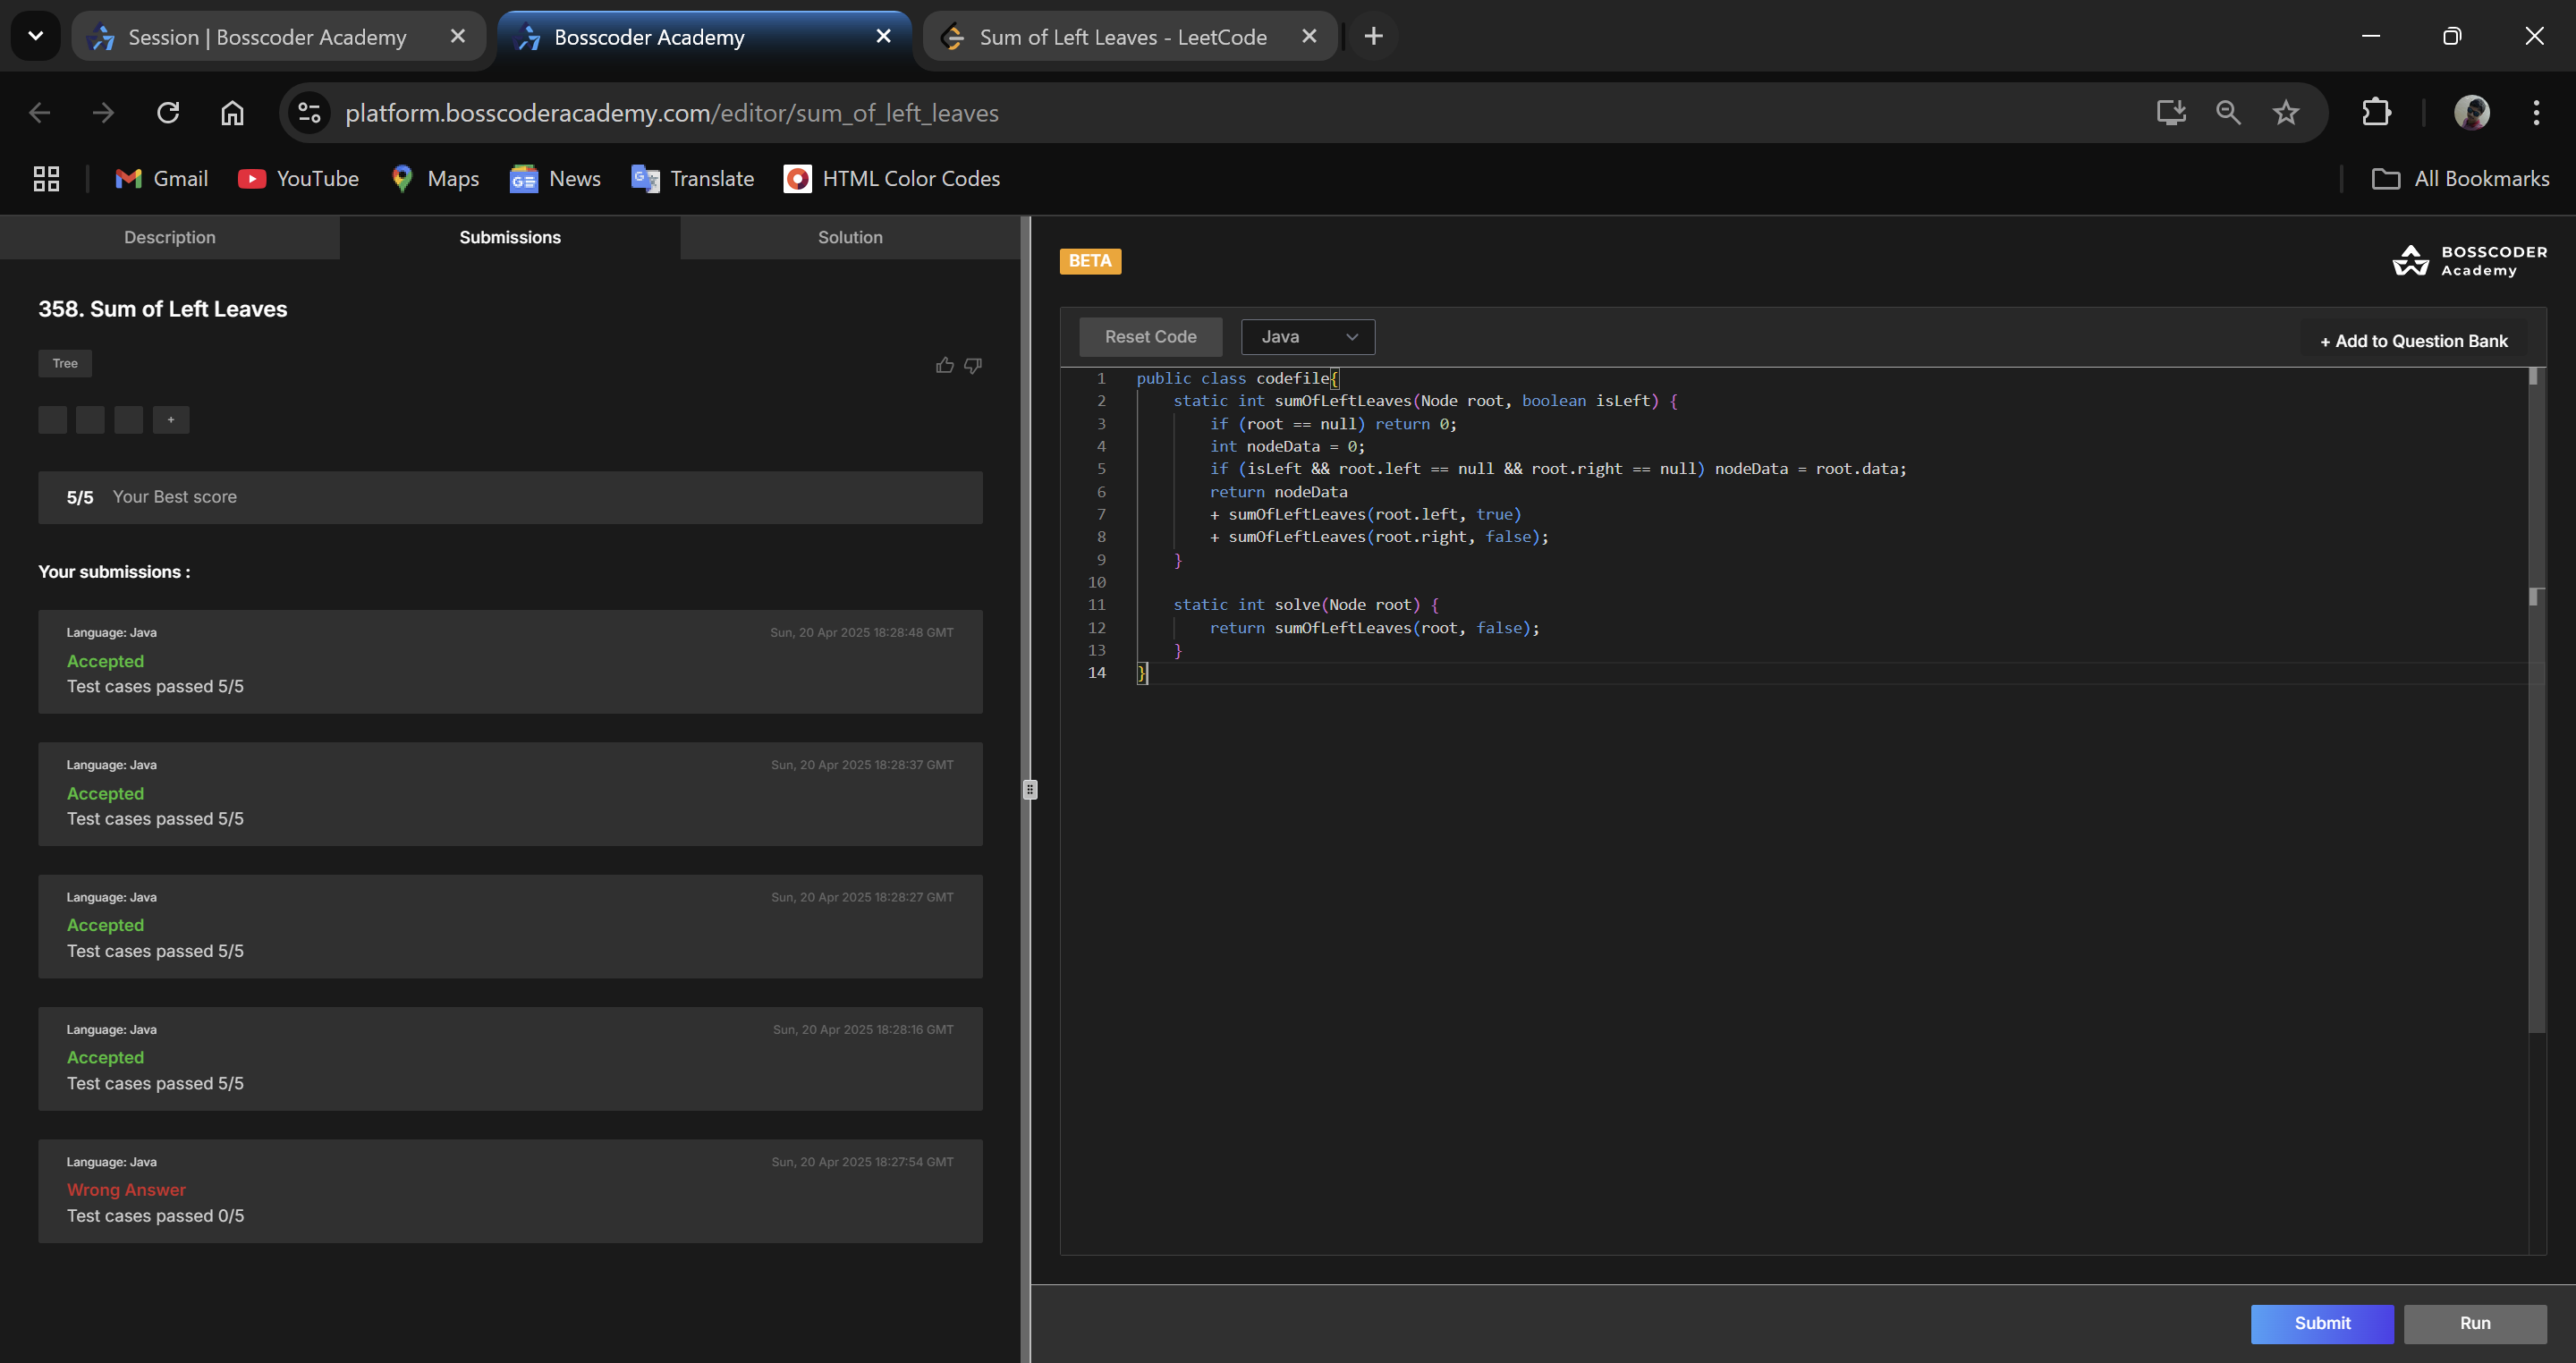 Session | Bosscoder Academy
Bosscoder Academy
Sum of Left Leaves - LeetCode
platform.bosscoderacademy.com/editor/sum_of_left_leaves
Gmail
YouTube
Maps
News
Translate
HTML Color Codes
All Bookmarks
Description
Submissions
Solution
358. Sum of Left Leaves
Tree
+
5/5 Your Best score
Your submissions :
Language: Java
Sun, 20 Apr 2025 18:28:48 GMT
Accepted
Test cases passed 5/5
Language: Java
Sun, 20 Apr 2025 18:28:37 GMT
Accepted
Test cases passed 5/5
Language: Java
Sun, 20 Apr 2025 18:28:27 GMT
Accepted
Test cases passed 5/5
Language: Java
Sun, 20 Apr 2025 18:28:16 GMT
Accepted
Test cases passed 5/5
Language: Java
Sun, 20 Apr 2025 18:27:54 GMT
Wrong Answer
Test cases passed 0/5
BETA
BOSSCODER
Academy
Reset Code
Java
+ Add to Question Bank
1 public class codefile{
2 static int sumOfLeftLeaves(Node root, boolean isLeft) {
3 if (root == null) return 0;
4 int nodeData = 0;
5 if (isLeft && root.left == null && root.right == null) nodeData = root.data;
6 return nodeData
7 + sumOfLeftLeaves(root.left, true)
8 + sumOfLeftLeaves(root.right, false);
9 }
10
11 static int solve(Node root) {
12 return sumOfLeftLeaves(root, false);
13 }
14 }
Submit
Run